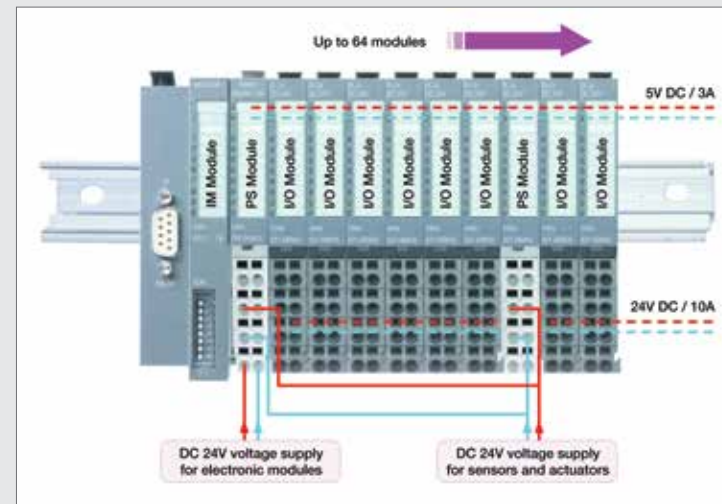 Up to 64 modules
5V DC / 3A
IM Module
PS Module
I/O Module
I/O Module
I/O Module
I/O Module
I/O Module
I/O Module
PS Module
I/O Module
I/O Module
24V DC / 10A
DC 24V voltage supply
for electronic modules
DC 24V voltage supply
for sensors and actuators